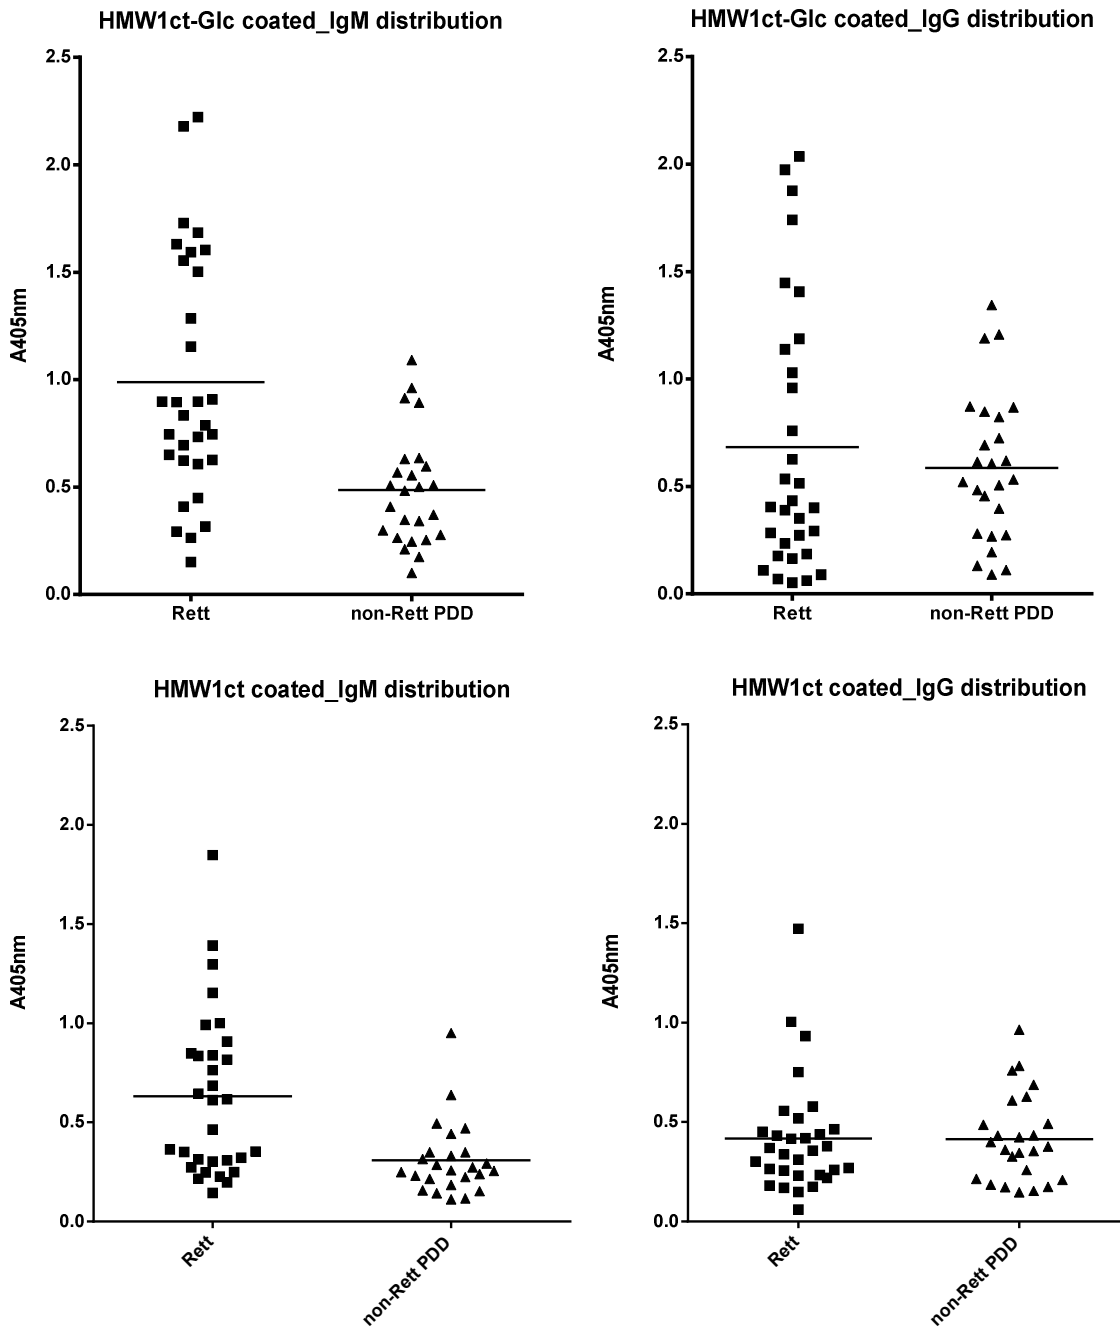 HMW1ct-Glc coated_IgM distribution
2.5
2.0
1.5
1.0
0.5
0.0
A405nm
Rett
non-Rett PDD
HMW1ct-Glc coated_IgG distribution
2.5
2.0
1.5
1.0
0.5
0.0
A405nm
Rett
non-Rett PDD
HMW1ct coated_IgM distribution
2.5
2.0
1.5
1.0
0.5
0.0
A405nm
Rett
non-Rett PDD
HMW1ct coated_IgG distribution
2.5
2.0
1.5
1.0
0.5
0.0
A405nm
Rett
non-Rett PDD